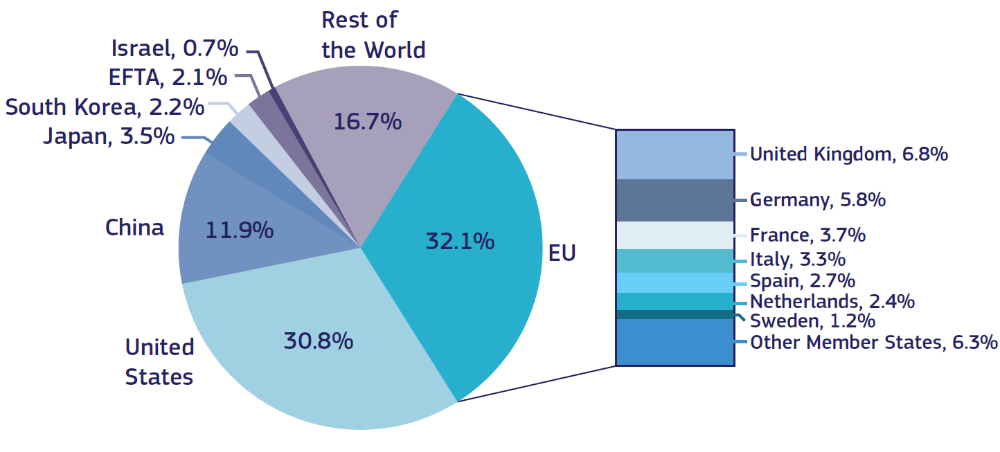 Rest of
the World
Israel, 0.7%
EFTA, 2.1%
South Korea, 2.2%
Japan, 3.5%
16.7%
China
11.9%
32.1%
EU
United
States
30.8%
United Kingdom, 6.8%
Germany, 5.8%
France, 3.7%
Italy, 3.3%
Spain, 2.7%
Netherlands, 2.4%
Sweden, 1.2%
Other Member States, 6.3%